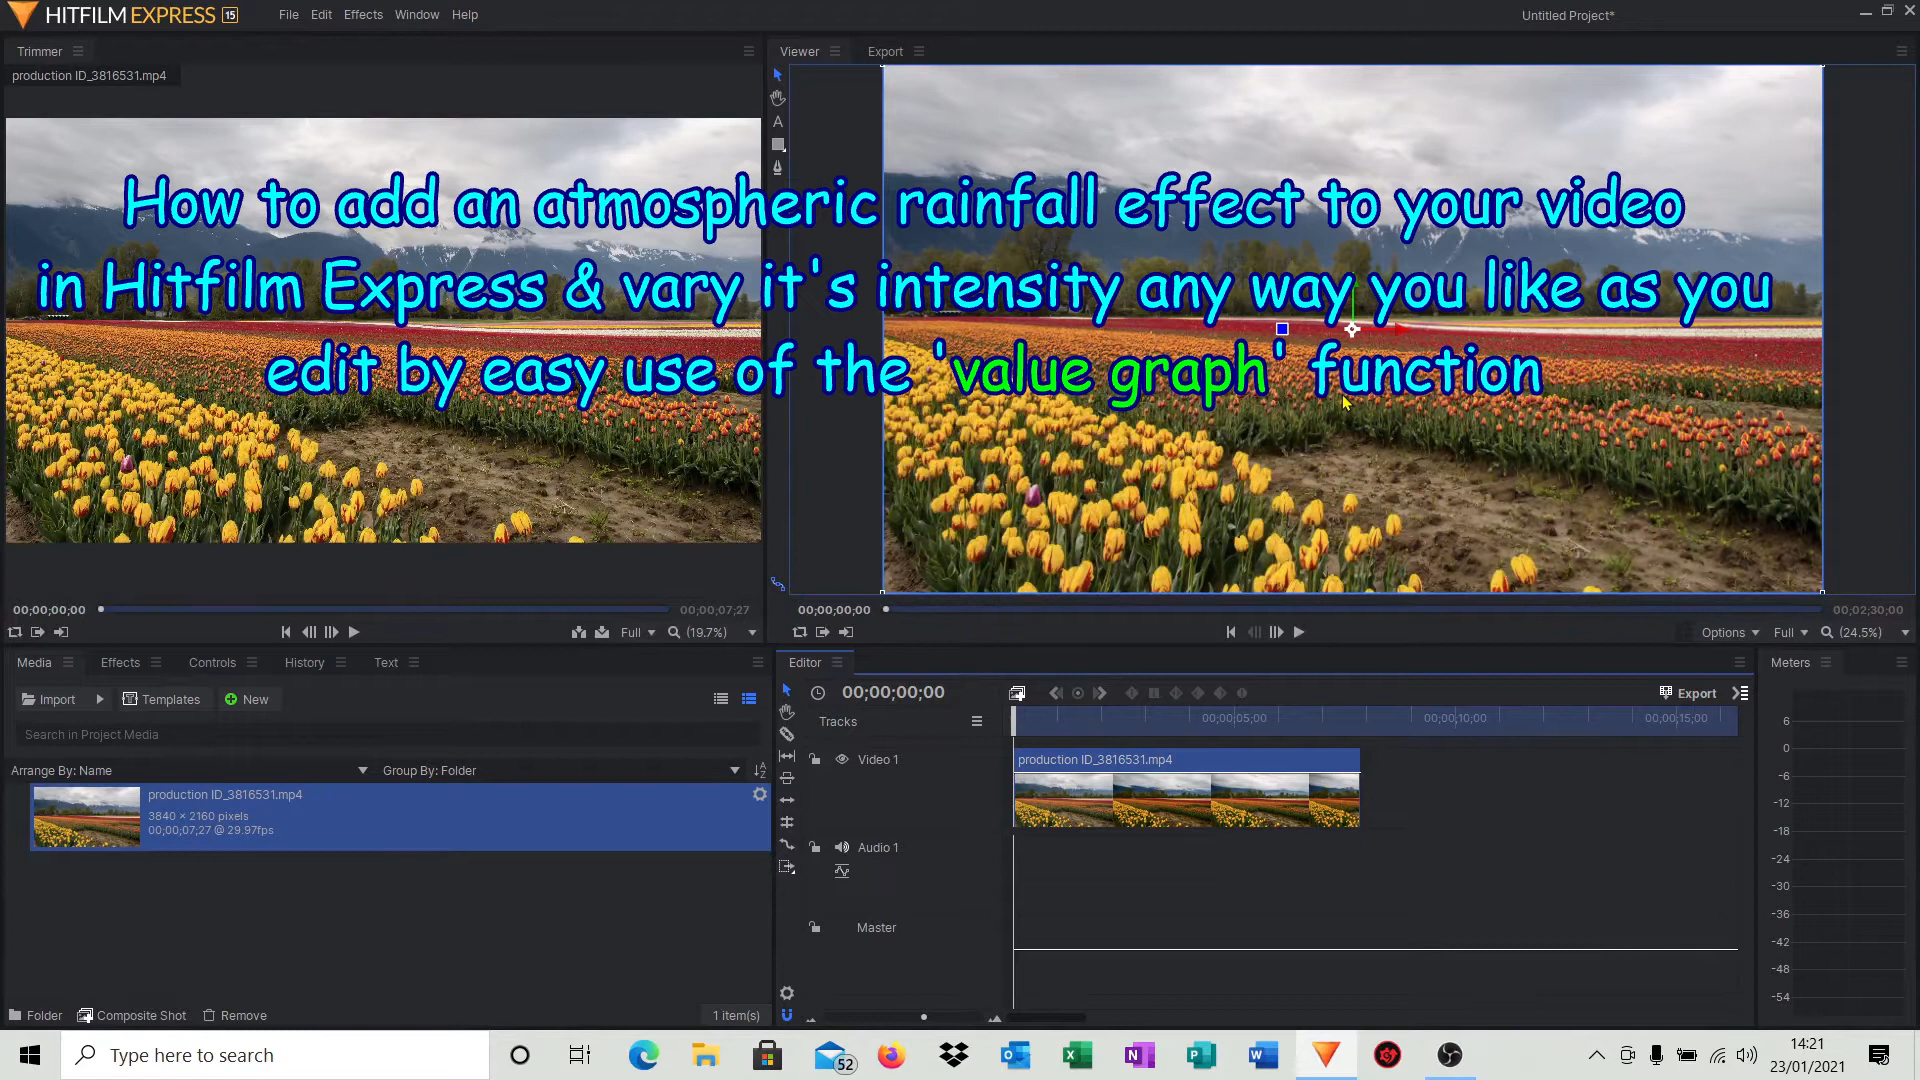 HITFILM EXPRESS 15
File Edit Effects Window Help
Untitled Project*
Trimmer
Viewer Export
production ID_3816531.mp4
How to add an atmospheric rainfall effect to your video
in Hitfilm Express & vary it's intensity any way you like as you
edit by easy use of the 'value graph' function
00;00;00;00
00;00;07;27
00;00;00;00
00;02;30;00
Full (19.7%)
Options Full (24.5%)
Media Effects Controls History Text
Editor
Meters
Import Templates New
00;00;00;00
Export
Search in Project Media
Tracks
00;00;05;00 00;00;10;00 00;00;15;00
Arrange By: Name Group By: Folder
production ID_3816531.mp4
3840 × 2160 pixels
00;00;07;27 @ 29.97fps
Video 1
production ID_3816531.mp4
Audio 1
Master
6
0
-6
-12
-18
-24
-30
-36
-42
-48
-54
Folder Composite Shot Remove
1 item(s)
Type here to search
52
14:21
23/01/2021